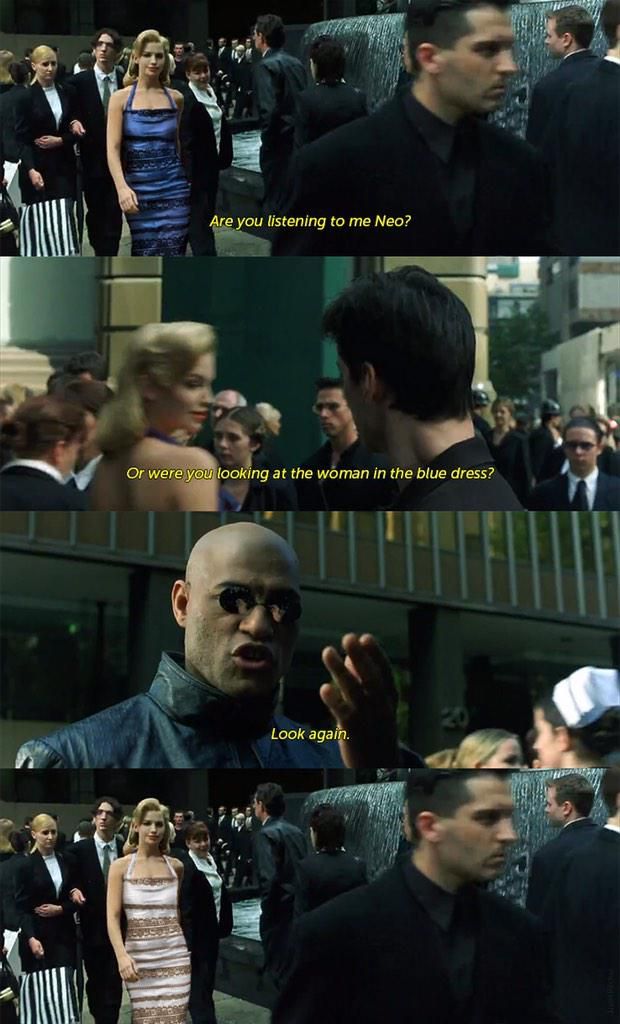 Are you listening to me Neo?
Or were you looking at the woman in the blue dress?
Look again.